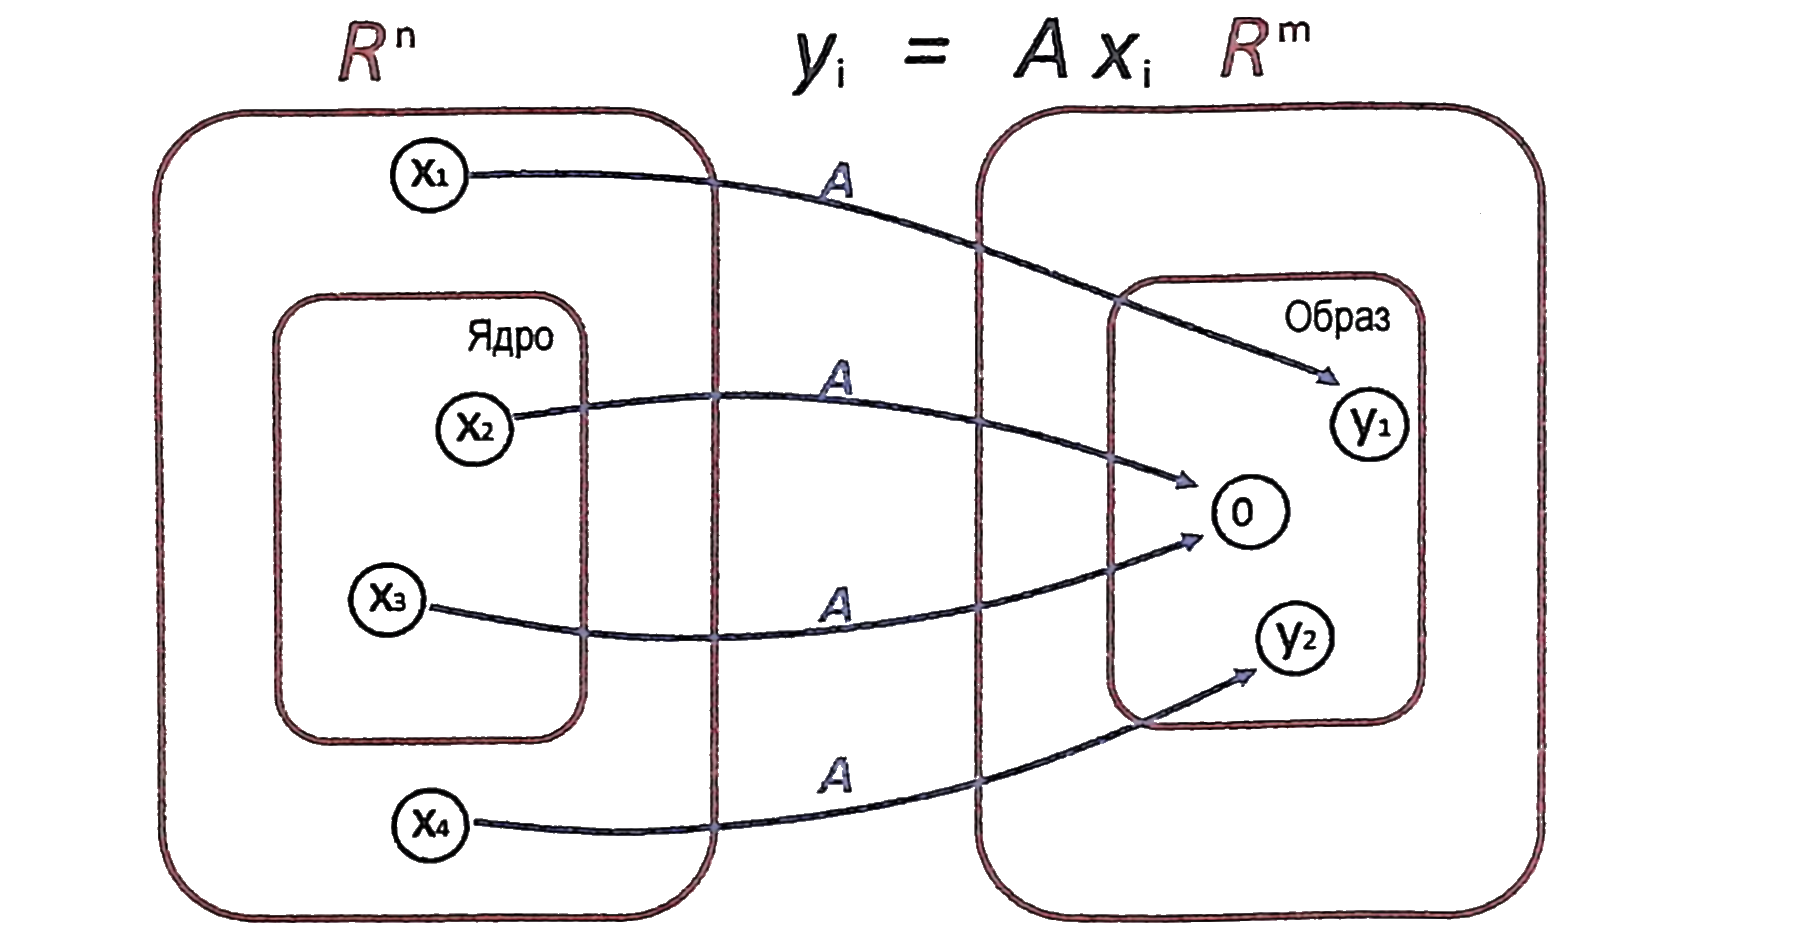 Rⁿ yᵢ = A xᵢ Rᵐ
x₁ A
Ядро Образ
x₂ A y₁
0
x₃ A y₂
x₄ A